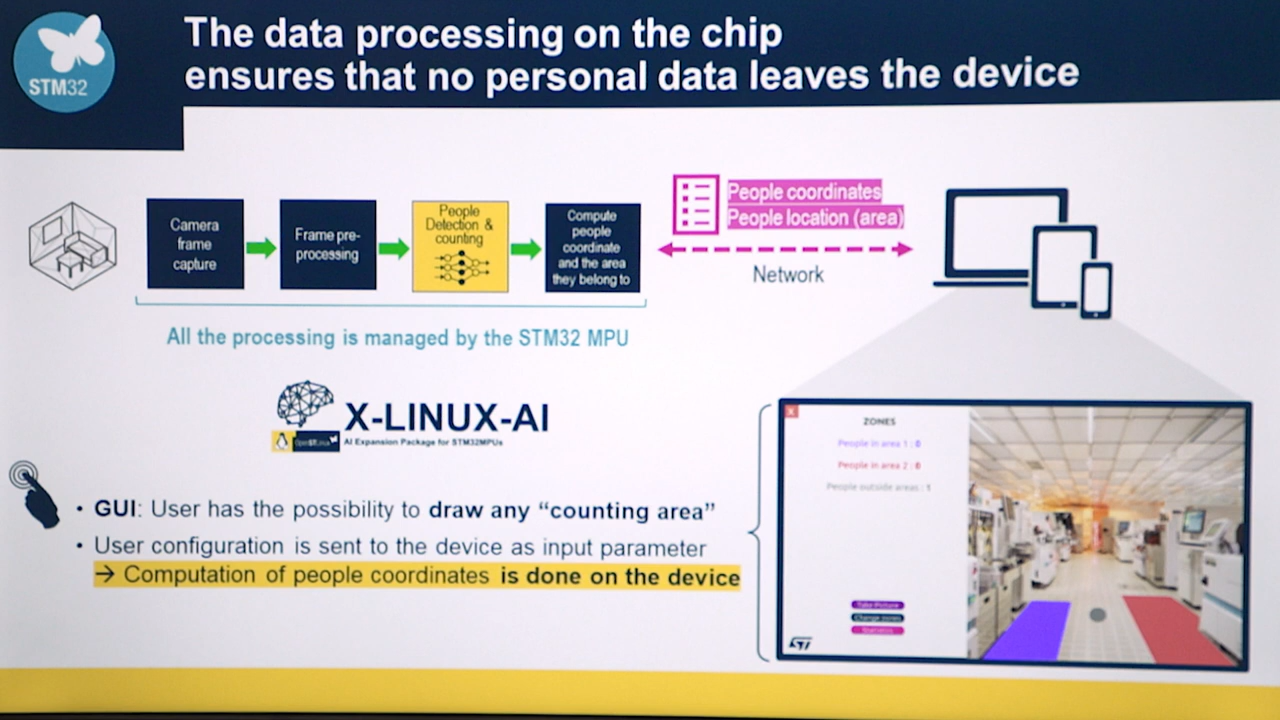 The data processing on the chip
ensures that no personal data leaves the device
STM32
Camera
frame
capture
Frame pre-
processing
People
Detection &
counting
Compute
people
coordinate
and the area
they belong to
People coordinates
People location (area)
Network
All the processing is managed by the STM32 MPU
X-LINUX-AI
AI Expansion Package for STM32MPUs
OpenSTLinux
• GUI: User has the possibility to draw any “counting area”
• User configuration is sent to the device as input parameter
→ Computation of people coordinates is done on the device
X
ZONES
People in area 1 : 0
People in area 2 : 0
People outside areas : 1
Take Picture
Change zones
Statistics
ST